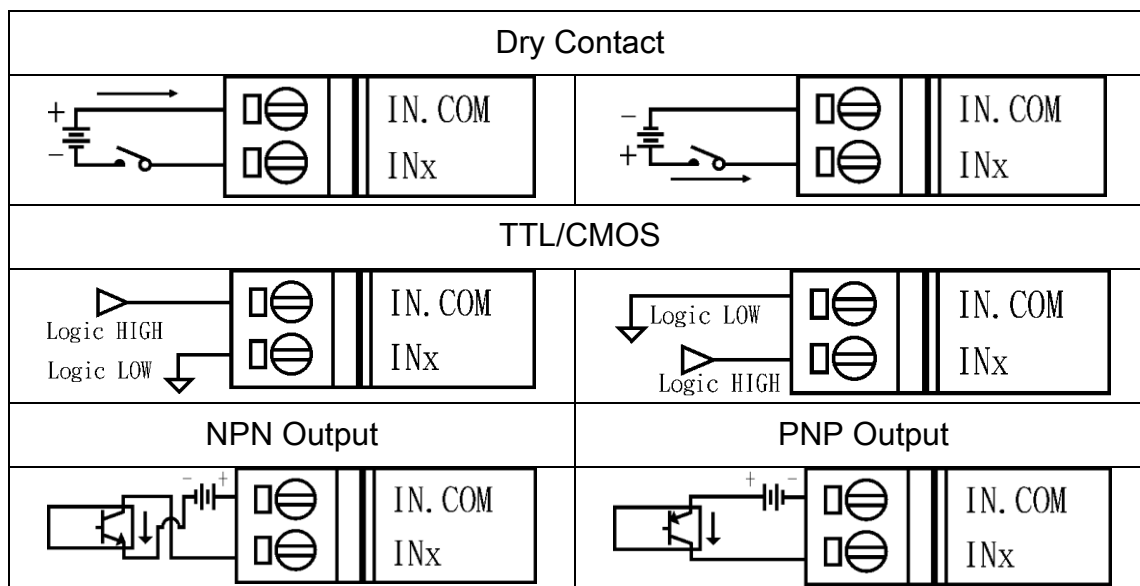 Dry Contact
+
−
IN. COM
INx
−
+
IN. COM
INx
TTL/CMOS
Logic HIGH
Logic LOW
IN. COM
INx
Logic LOW
Logic HIGH
IN. COM
INx
NPN Output
PNP Output
- +
IN. COM
INx
+ -
IN. COM
INx